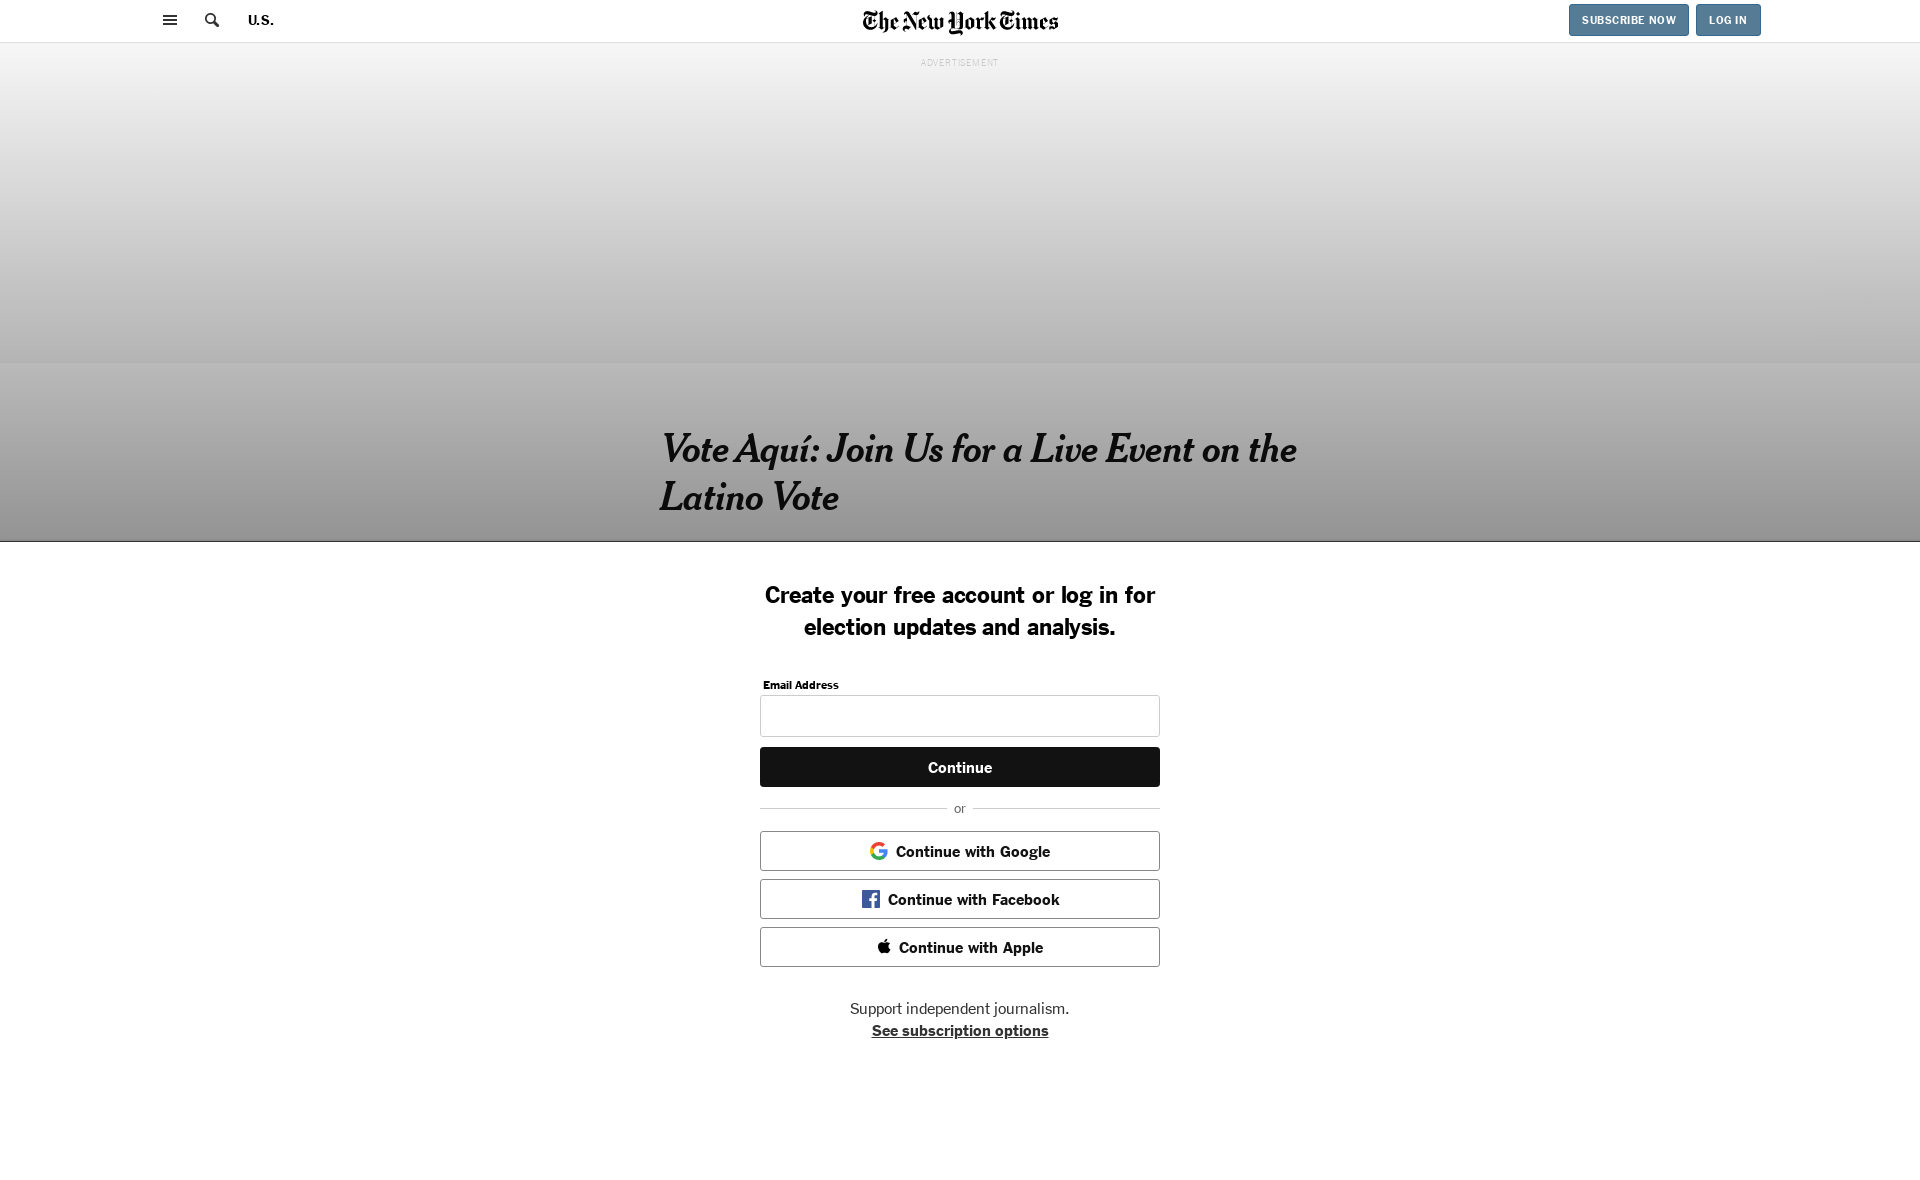 U.S.
The New York Times
SUBSCRIBE NOW
LOG IN
ADVERTISEMENT
Vote Aquí: Join Us for a Live Event on the
Latino Vote
Create your free account or log in for
election updates and analysis.
Email Address
Continue
or
Continue with Google
Continue with Facebook
Continue with Apple
Support independent journalism.
See subscription options